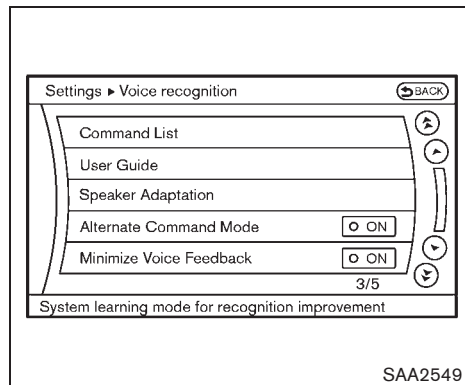 Settings ▸ Voice recognition
BACK
Command List
User Guide
Speaker Adaptation
Alternate Command Mode
ON
Minimize Voice Feedback
ON
3/5
System learning mode for recognition improvement
SAA2549